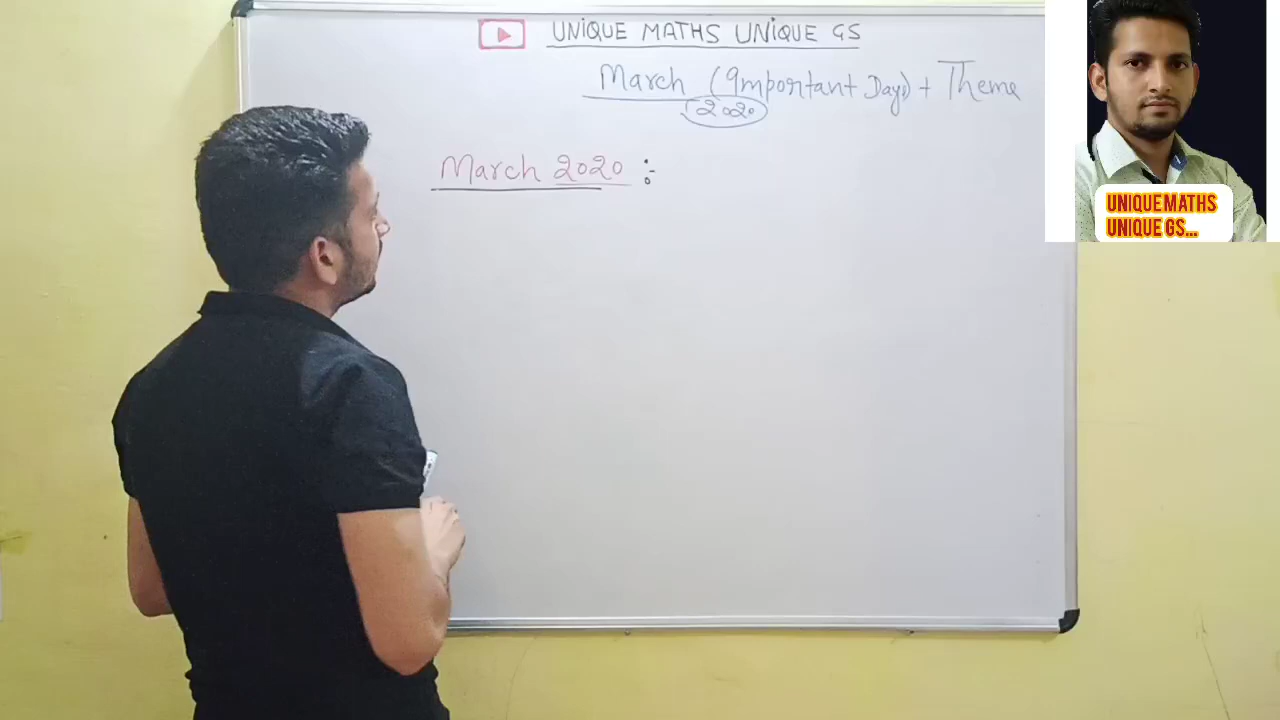 UNIQUE MATHS UNIQUE GS
March (Important Days) + Theme
2020
March 2020 :
UNIQUE MATHS
UNIQUE GS...